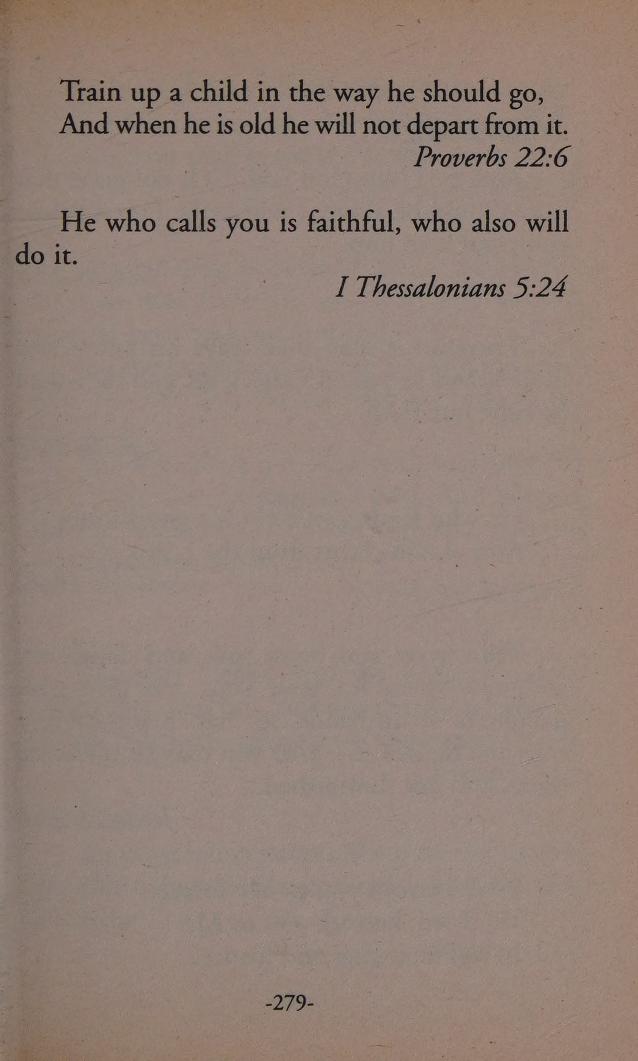 Train up a child in the way he should go,
And when he is old he will not depart from it.
Proverbs 22:6
He who calls you is faithful, who also will
do it.
I Thessalonians 5:24
-279-